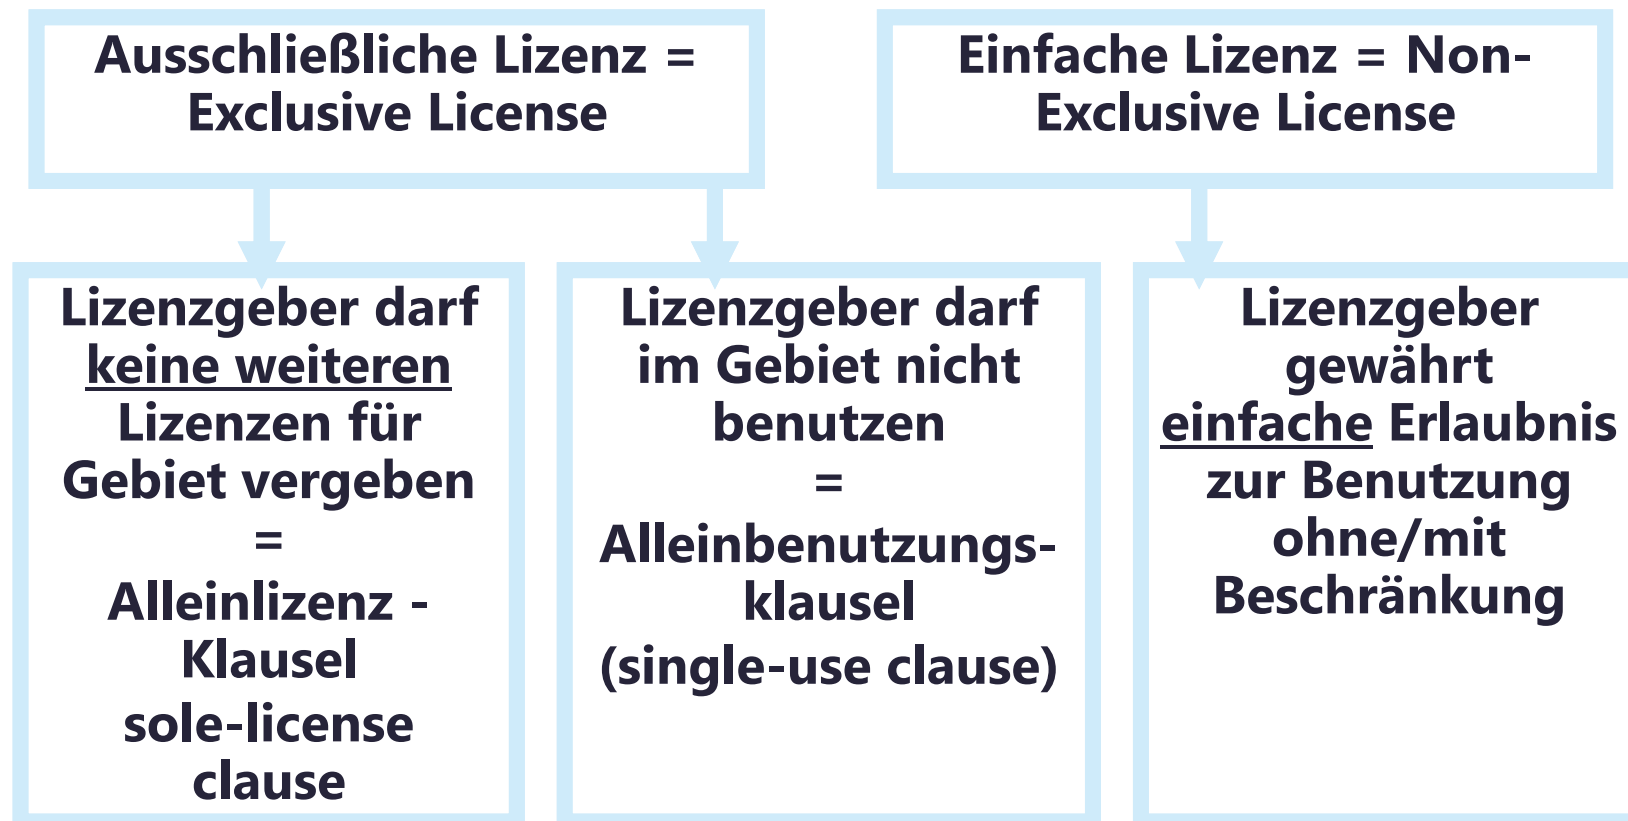 Ausschließliche Lizenz =
Exclusive License
Einfache Lizenz = Non-
Exclusive License
Lizenzgeber darf
keine weiteren
Lizenzen für
Gebiet vergeben
=
Alleinlizenz -
Klausel
sole-license
clause
Lizenzgeber darf
im Gebiet nicht
benutzen
=
Alleinbenutzungs-
klausel
(single-use clause)
Lizenzgeber
gewährt
einfache Erlaubnis
zur Benutzung
ohne/mit
Beschränkung